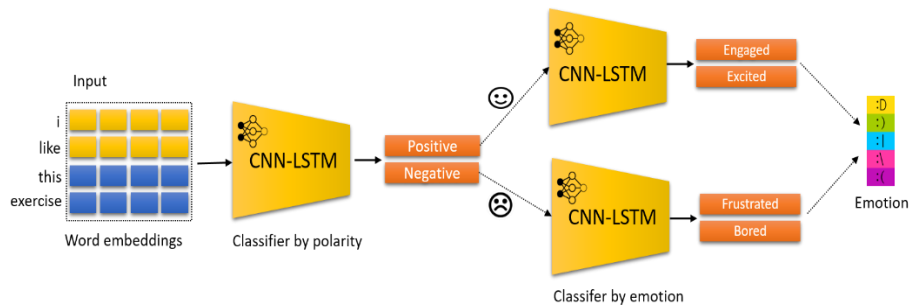 Input
i
like
this
exercise
Word embeddings
CNN-LSTM
Classifier by polarity
Positive
Negative
CNN-LSTM
Engaged
Excited
CNN-LSTM
Frustrated
Bored
Classifer by emotion
:D
:)
:|
:\
:(
Emotion